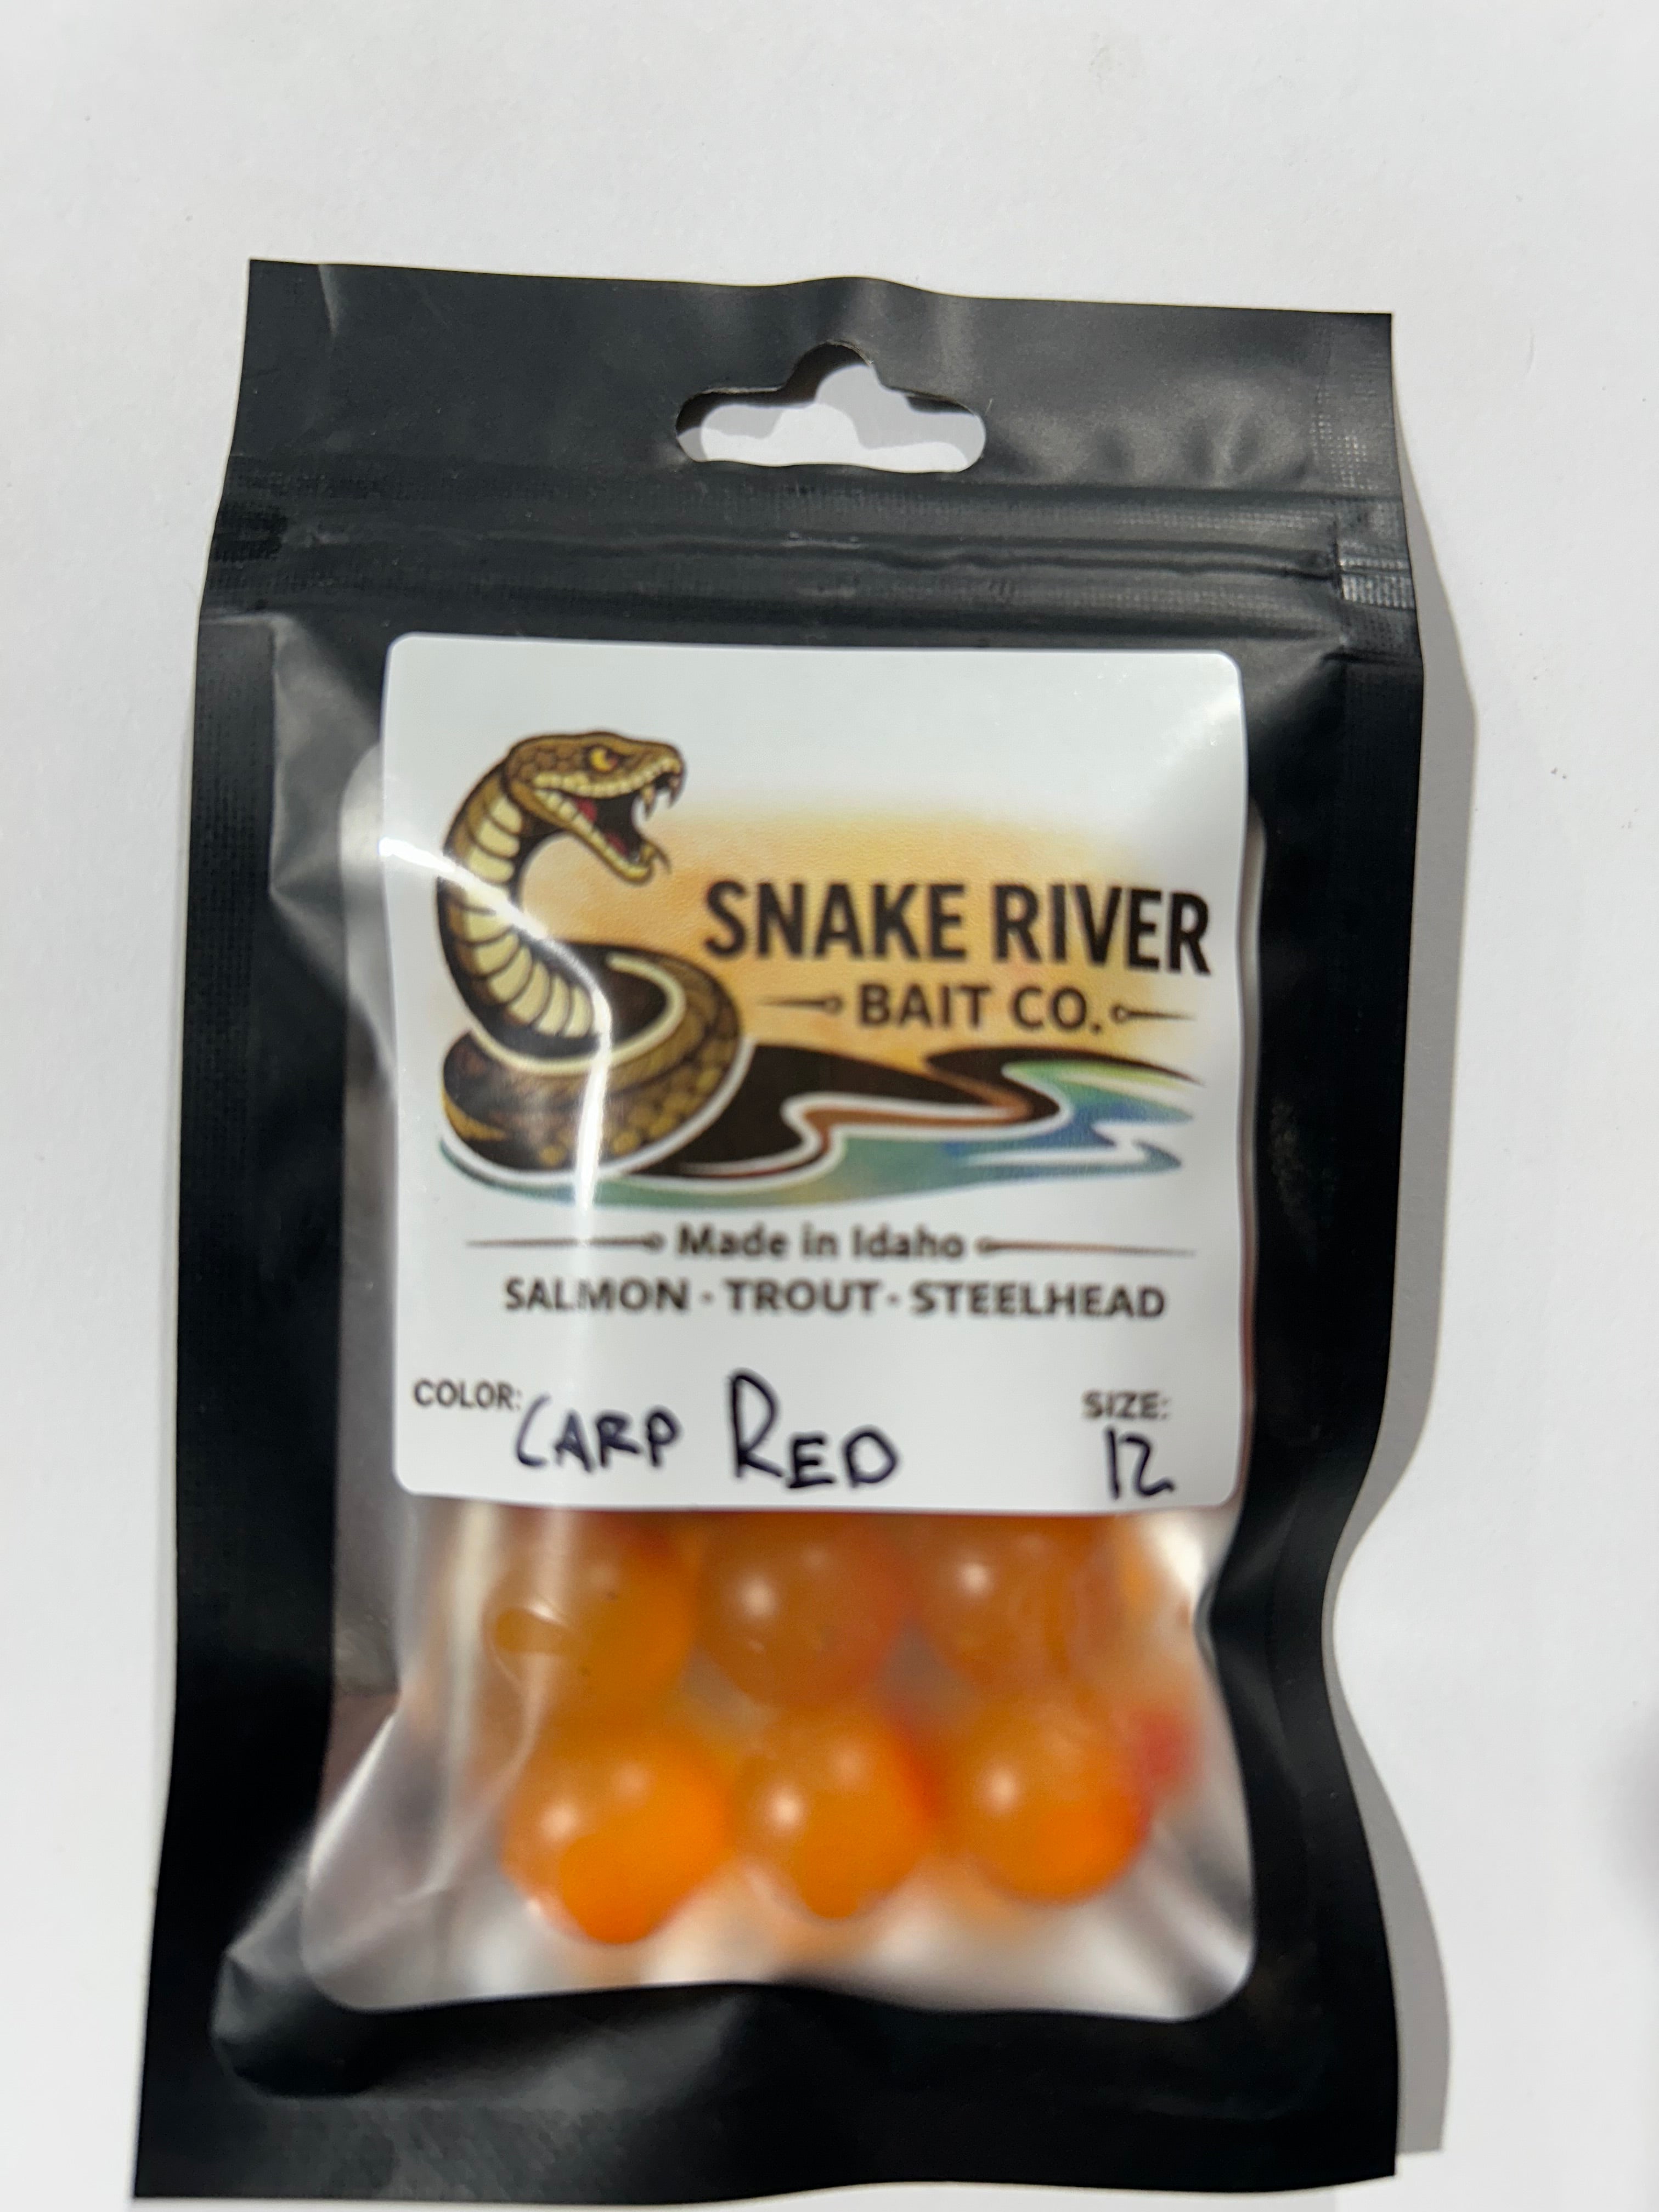 SNAKE RIVER
BAIT CO.
Made in Idaho
SALMON · TROUT · STEELHEAD
COLOR: CARP RED SIZE: 12